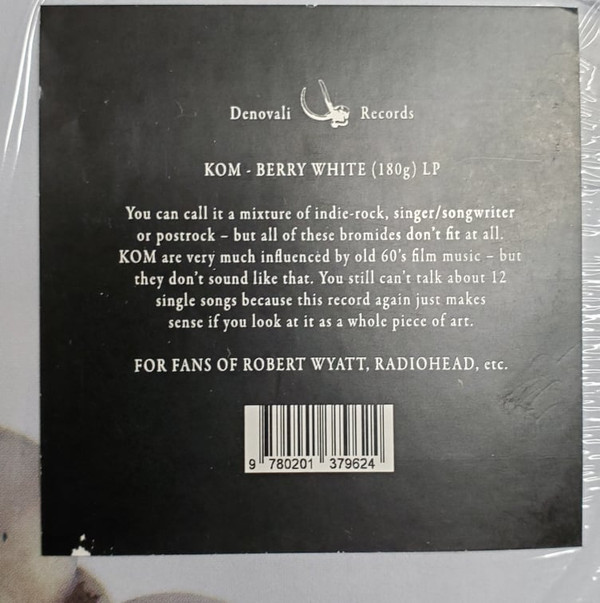 Denovali Records
KOM - BERRY WHITE (180g) LP
You can call it a mixture of indie-rock, singer/songwriter
or postrock – but all of these bromides don't fit at all.
KOM are very much influenced by old 60's film music – but
they don't sound like that. You still can't talk about 12
single songs because this record again just makes
sense if you look at it as a whole piece of art.
FOR FANS OF ROBERT WYATT, RADIOHEAD, etc.
9 780201 379624